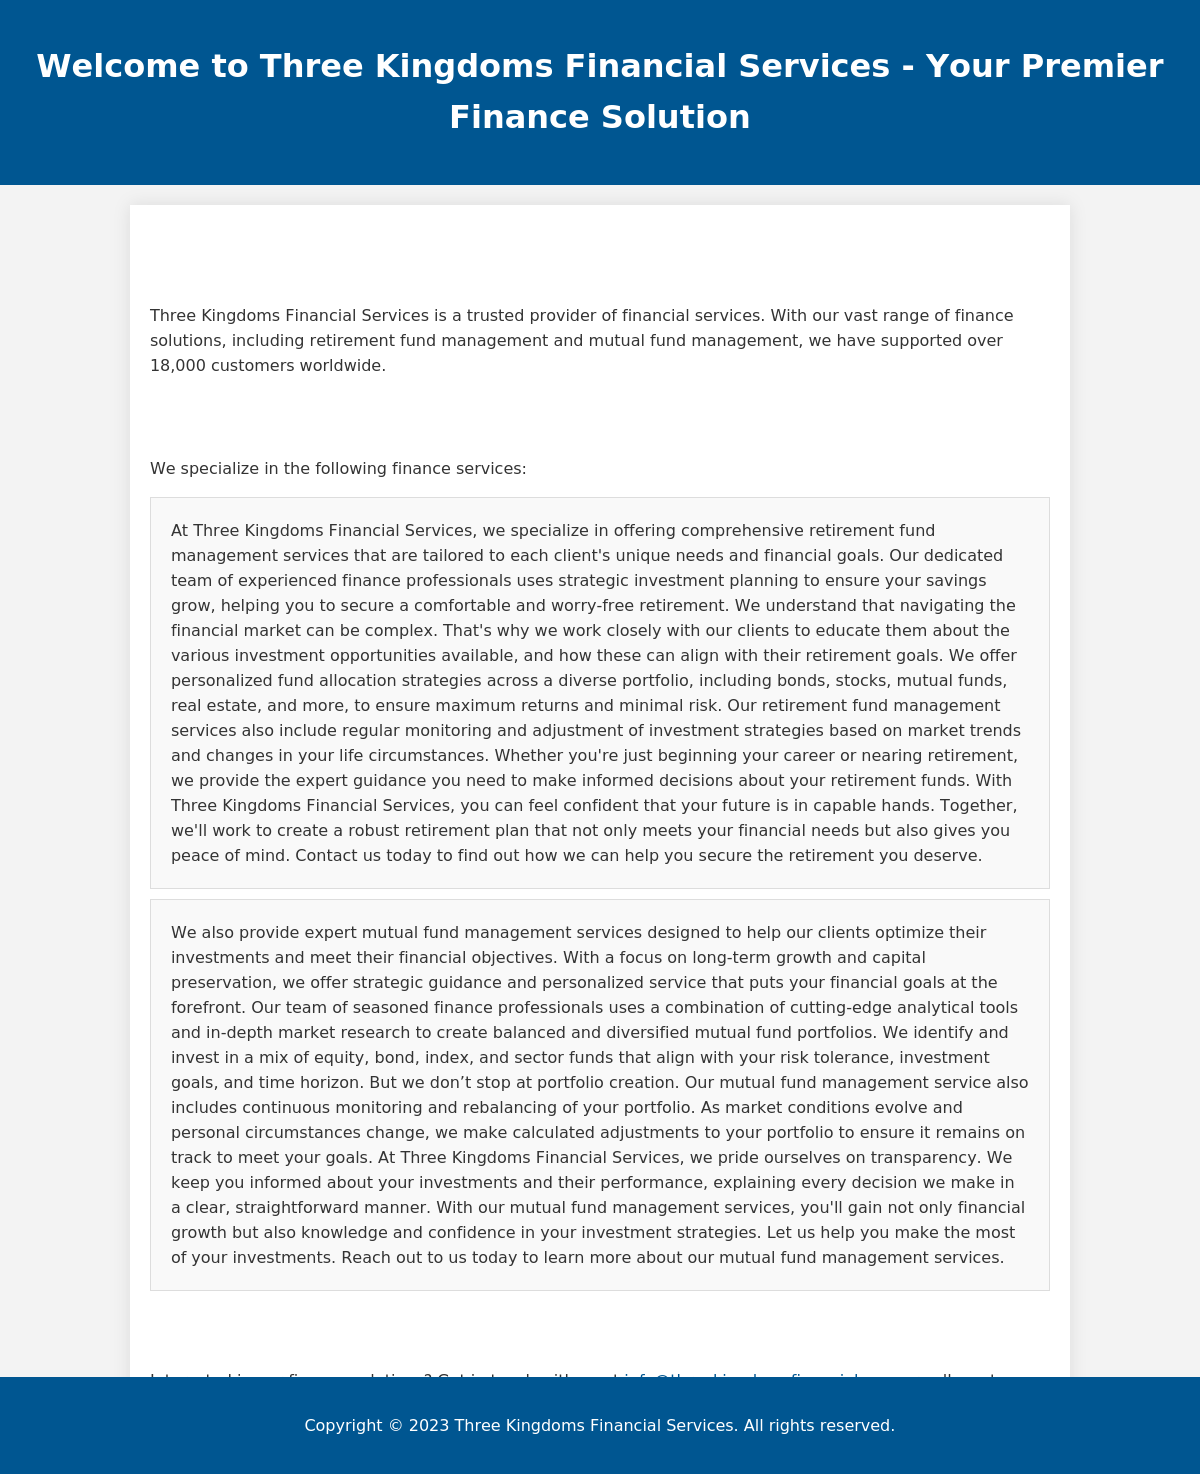 Welcome to Three Kingdoms Financial Services - Your Premier
Finance Solution
Three Kingdoms Financial Services is a trusted provider of financial services. With our vast range of finance
solutions, including retirement fund management and mutual fund management, we have supported over
18,000 customers worldwide.
We specialize in the following finance services:
At Three Kingdoms Financial Services, we specialize in offering comprehensive retirement fund
management services that are tailored to each client's unique needs and financial goals. Our dedicated
team of experienced finance professionals uses strategic investment planning to ensure your savings
grow, helping you to secure a comfortable and worry-free retirement. We understand that navigating the
financial market can be complex. That's why we work closely with our clients to educate them about the
various investment opportunities available, and how these can align with their retirement goals. We offer
personalized fund allocation strategies across a diverse portfolio, including bonds, stocks, mutual funds,
real estate, and more, to ensure maximum returns and minimal risk. Our retirement fund management
services also include regular monitoring and adjustment of investment strategies based on market trends
and changes in your life circumstances. Whether you're just beginning your career or nearing retirement,
we provide the expert guidance you need to make informed decisions about your retirement funds. With
Three Kingdoms Financial Services, you can feel confident that your future is in capable hands. Together,
we'll work to create a robust retirement plan that not only meets your financial needs but also gives you
peace of mind. Contact us today to find out how we can help you secure the retirement you deserve.
We also provide expert mutual fund management services designed to help our clients optimize their
investments and meet their financial objectives. With a focus on long-term growth and capital
preservation, we offer strategic guidance and personalized service that puts your financial goals at the
forefront. Our team of seasoned finance professionals uses a combination of cutting-edge analytical tools
and in-depth market research to create balanced and diversified mutual fund portfolios. We identify and
invest in a mix of equity, bond, index, and sector funds that align with your risk tolerance, investment
goals, and time horizon. But we don’t stop at portfolio creation. Our mutual fund management service also
includes continuous monitoring and rebalancing of your portfolio. As market conditions evolve and
personal circumstances change, we make calculated adjustments to your portfolio to ensure it remains on
track to meet your goals. At Three Kingdoms Financial Services, we pride ourselves on transparency. We
keep you informed about your investments and their performance, explaining every decision we make in
a clear, straightforward manner. With our mutual fund management services, you'll gain not only financial
growth but also knowledge and confidence in your investment strategies. Let us help you make the most
of your investments. Reach out to us today to learn more about our mutual fund management services.
Copyright © 2023 Three Kingdoms Financial Services. All rights reserved.